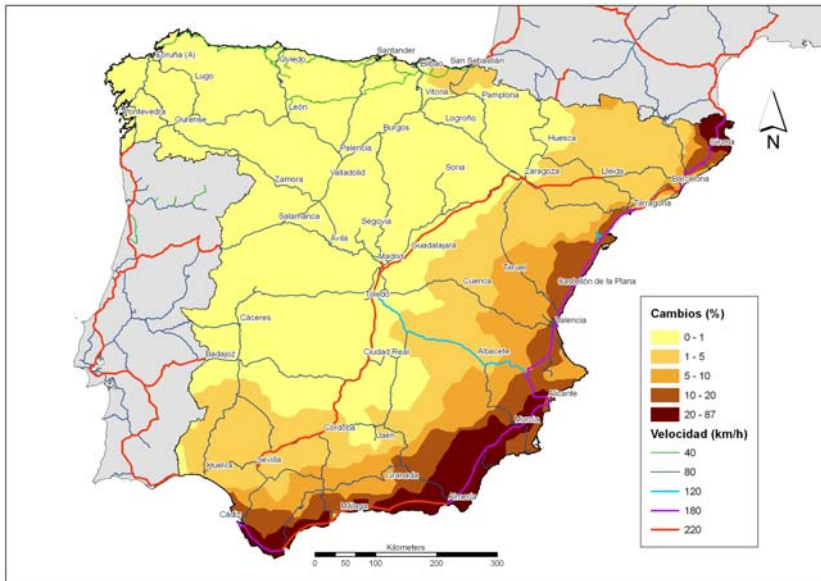 Coruña (A)
Oviedo
Santander
Bilbao
San Sebastián
Lugo
Vitoria
Pamplona
Pontevedra
Ourense
León
Burgos
Logroño
Huesca
Girona
Palencia
Zamora
Valladolid
Soria
Zaragoza
Lleida
Barcelona
Tarragona
Salamanca
Segovia
Ávila
Guadalajara
Madrid
Teruel
Cuenca
Castellón de la Plana
Toledo
Cáceres
Valencia
Badajoz
Ciudad Real
Albacete
Alicante
Murcia
Córdoba
Jaén
Huelva
Sevilla
Granada
Almería
Málaga
Cádiz
N
Cambios (%)
0 - 1
1 - 5
5 - 10
10 - 20
20 - 87
Velocidad (km/h)
40
80
120
180
220
Kilometers
0 50 100 200 300